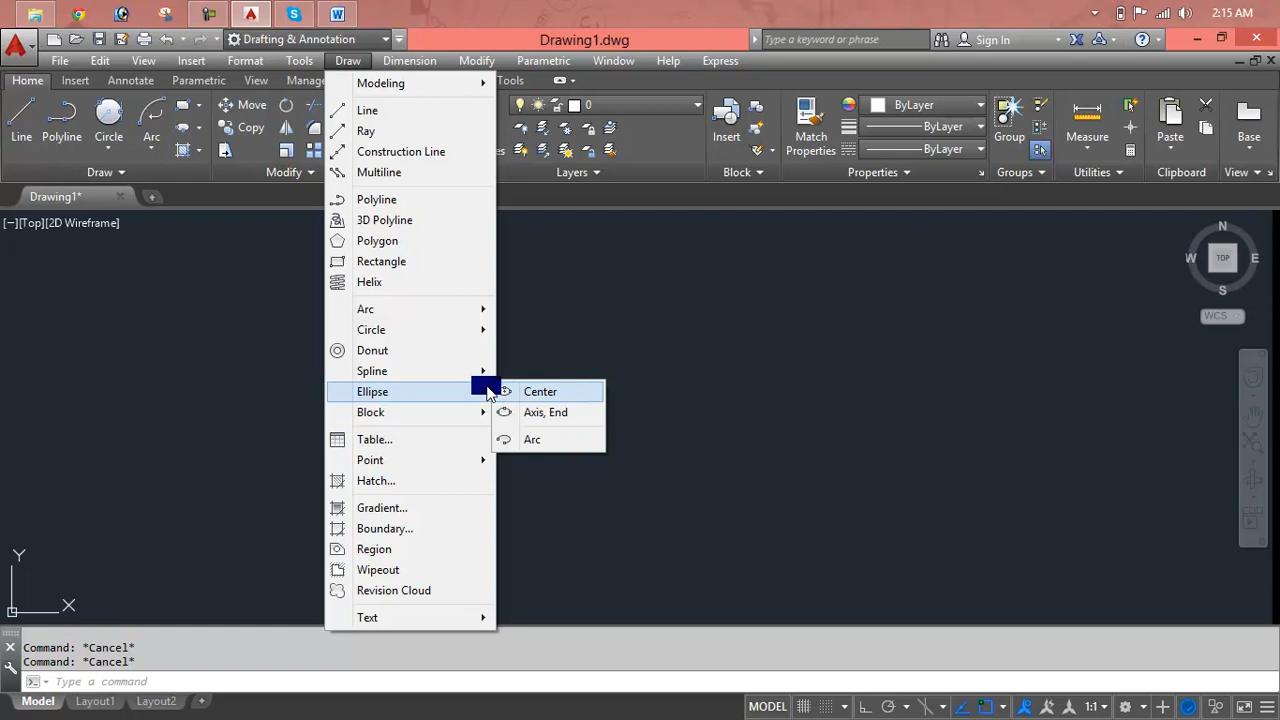 2:15 AM
Drafting & Annotation
Drawing1.dwg
Type a keyword or phrase
Sign In
File Edit View Insert Format Tools Draw Dimension Modify Parametric Window Help Express
Home Insert Annotate Parametric View Manage Tools
Line
Polyline
Circle
Arc
Move
Copy
Draw
Modify
0
Layers
Insert
Block
Match
Properties
ByLayer
ByLayer
ByLayer
Properties
Group
Groups
Measure
Utilities
Paste
Clipboard
Base
View
Drawing1*
[−][Top][2D Wireframe]
Modeling
Line
Ray
Construction Line
Multiline
Polyline
3D Polyline
Polygon
Rectangle
Helix
Arc
Circle
Donut
Spline
Ellipse
Block
Table...
Point
Hatch...
Gradient...
Boundary...
Region
Wipeout
Revision Cloud
Text
Center
Axis, End
Arc
N
W TOP E
S
WCS
Y
X
Command: *Cancel*
Command: *Cancel*
Type a command
Model Layout1 Layout2
MODEL
1:1